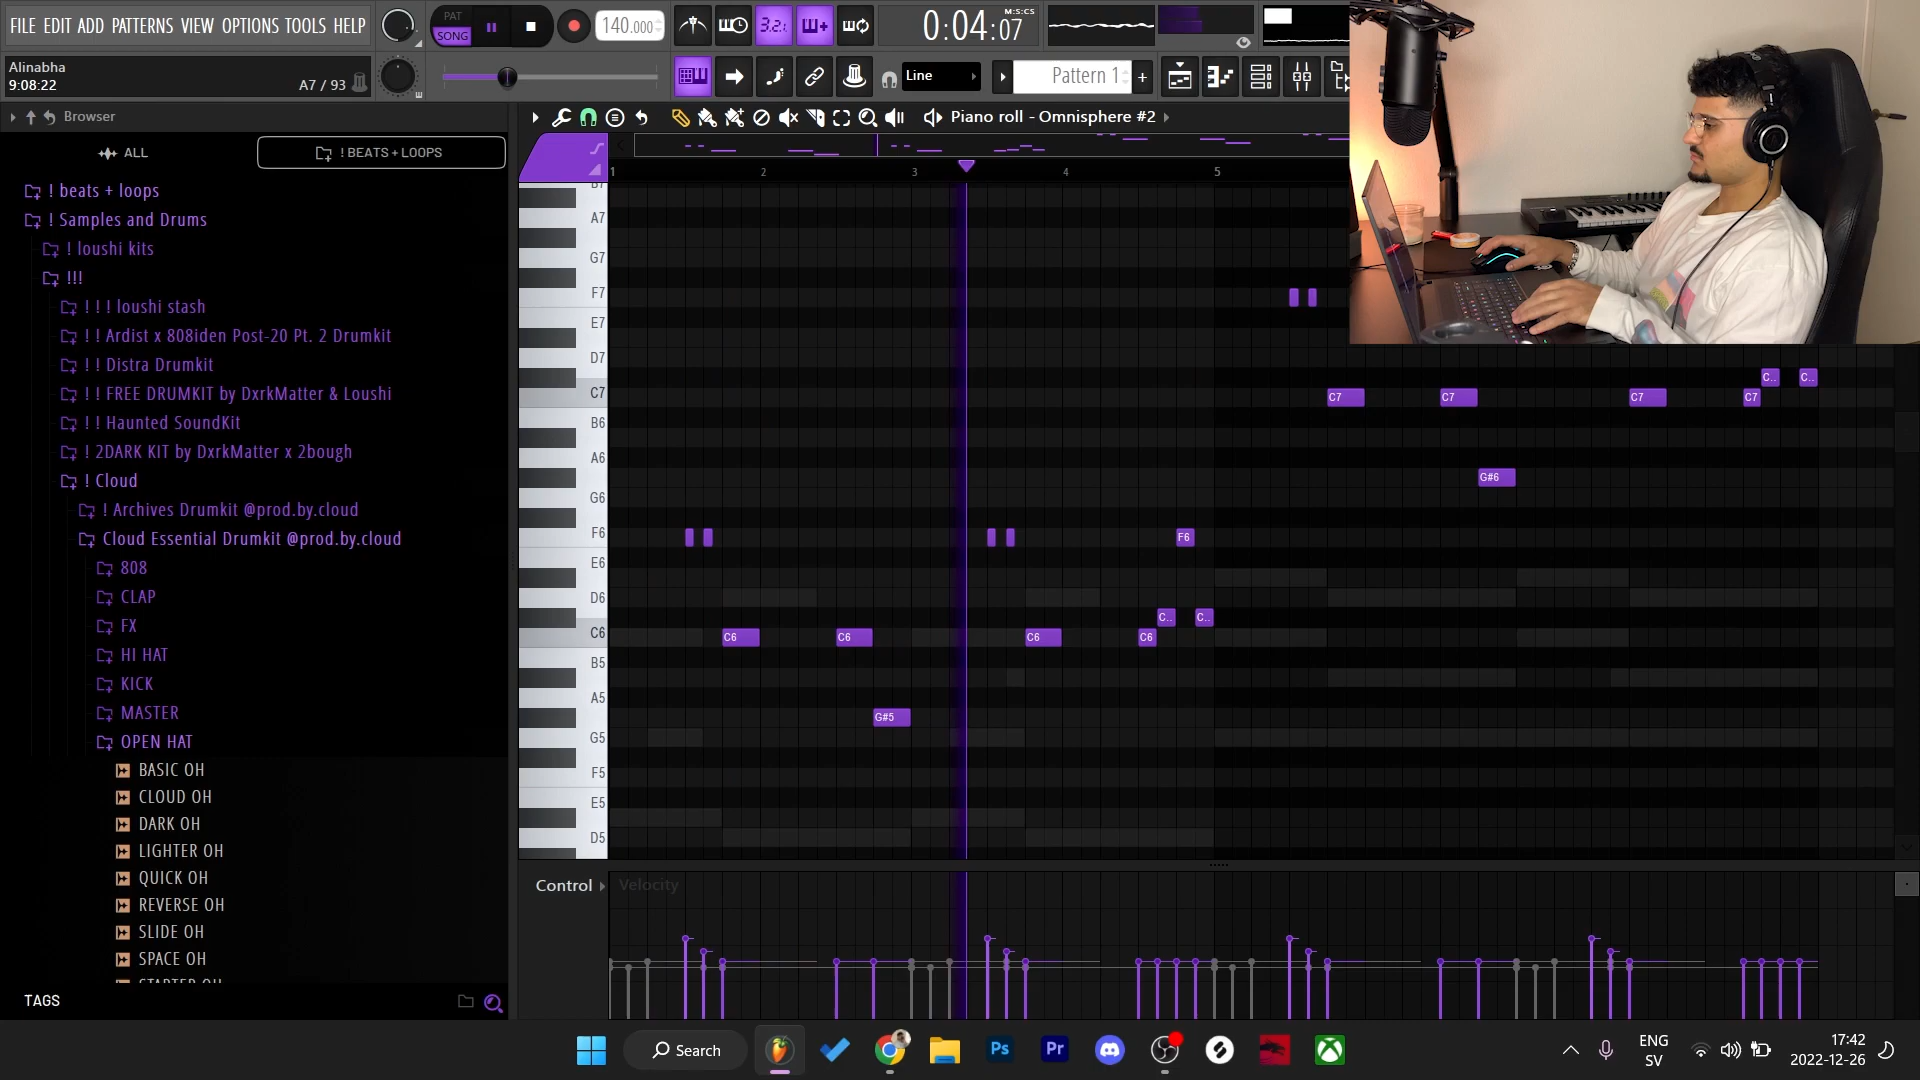 FILE EDIT ADD PATTERNS VIEW OPTIONS TOOLS HELP
PAT
SONG
140.000
3.2.1
0:04:07
M:S:CS
Alinabha
9:08:22
A7 / 93
Line
Pattern 1
+
Browser
Piano roll - Omnisphere #2
ALL
! BEATS + LOOPS
! beats + loops
! Samples and Drums
! loushi kits
!!!
! ! ! loushi stash
! ! Ardist x 808iden Post-20 Pt. 2 Drumkit
! ! Distra Drumkit
! ! FREE DRUMKIT by DxrkMatter & Loushi
! ! Haunted SoundKit
! 2DARK KIT by DxrkMatter x 2bough
! Cloud
! Archives Drumkit @prod.by.cloud
Cloud Essential Drumkit @prod.by.cloud
808
CLAP
FX
HI HAT
KICK
MASTER
OPEN HAT
BASIC OH
CLOUD OH
DARK OH
LIGHTER OH
QUICK OH
REVERSE OH
SLIDE OH
SPACE OH
TAGS
1 2 3 4 5
B7
A7
G7
F7
E7
D7
C7
C7 C7 C7 C7 C.. C..
B6
A6
G#6
G6
F6
F6
E6
D6
C.. C..
C6
C6 C6 C6 C6
B5
A5
G#5
G5
F5
E5
D5
Control
Velocity
Search
Ps
Pr
ENG
SV
17:42
2022-12-26